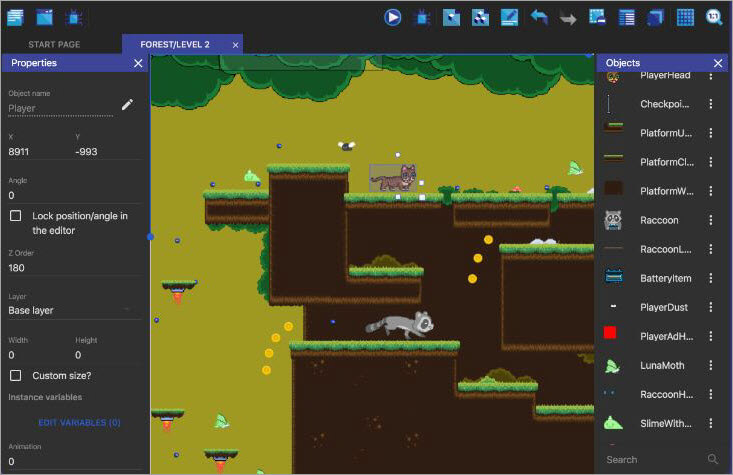 1:1
START PAGE
FOREST/LEVEL 2
Properties
Objects
Object name
Player
X Y
8911 -993
Angle
0
Lock position/angle in
the editor
Z Order
180
Layer
Base layer
Width Height
0 0
Custom size?
Instance variables
EDIT VARIABLES (0)
Animation
0
PlayerHead
Checkpoi...
PlatformU...
PlatformCl...
PlatformW...
Raccoon
RaccoonL...
BatteryItem
PlayerDust
PlayerAdH...
LunaMoth
RaccoonH...
SlimeWith...
Search